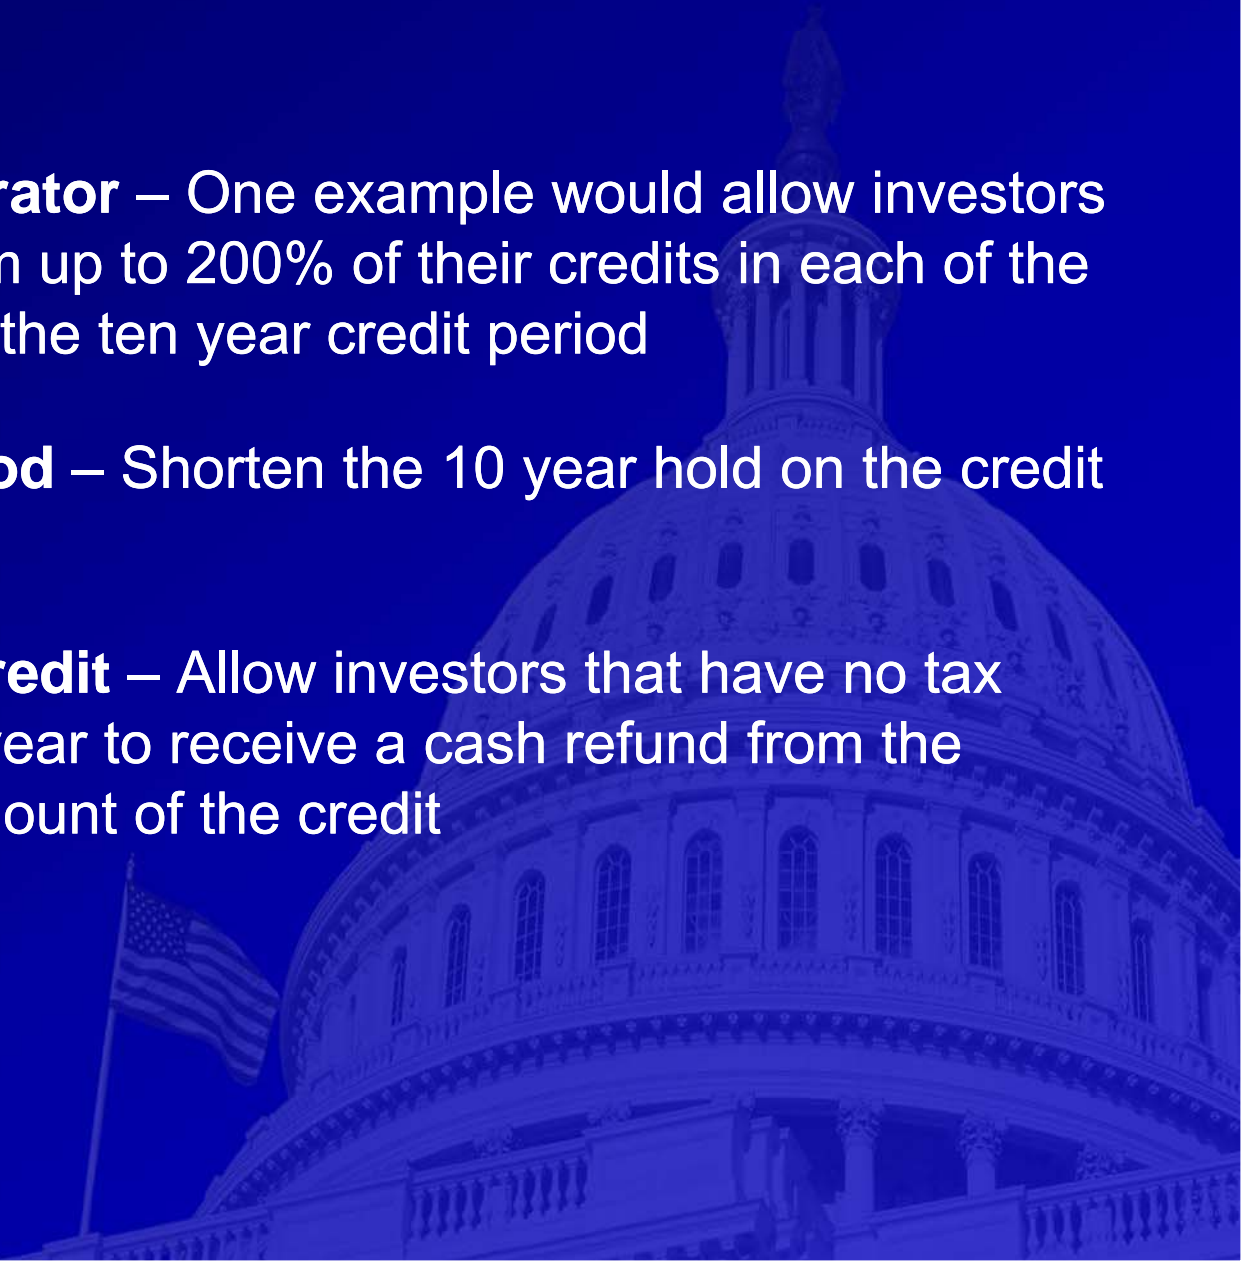 rator – One example would allow investors
m up to 200% of their credits in each of the
the ten year credit period
od – Shorten the 10 year hold on the credit
redit – Allow investors that have no tax
year to receive a cash refund from the
ount of the credit